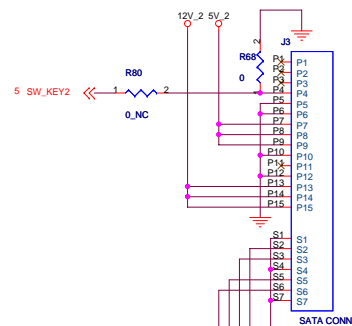 12V_2 5V_2
2
R68
0
1
J3
R80
5 SW_KEY2 1 2
0_NC
P1 P1
P2 P2
P3 P3
P4 P4
P5 P5
P6 P6
P7 P7
P8 P8
P9 P9
P10 P10
P11 P11
P12 P12
P13 P13
P14 P14
P15 P15
S1 S1
S2 S2
S3 S3
S4 S4
S5 S5
S6 S6
S7 S7
SATA CONN